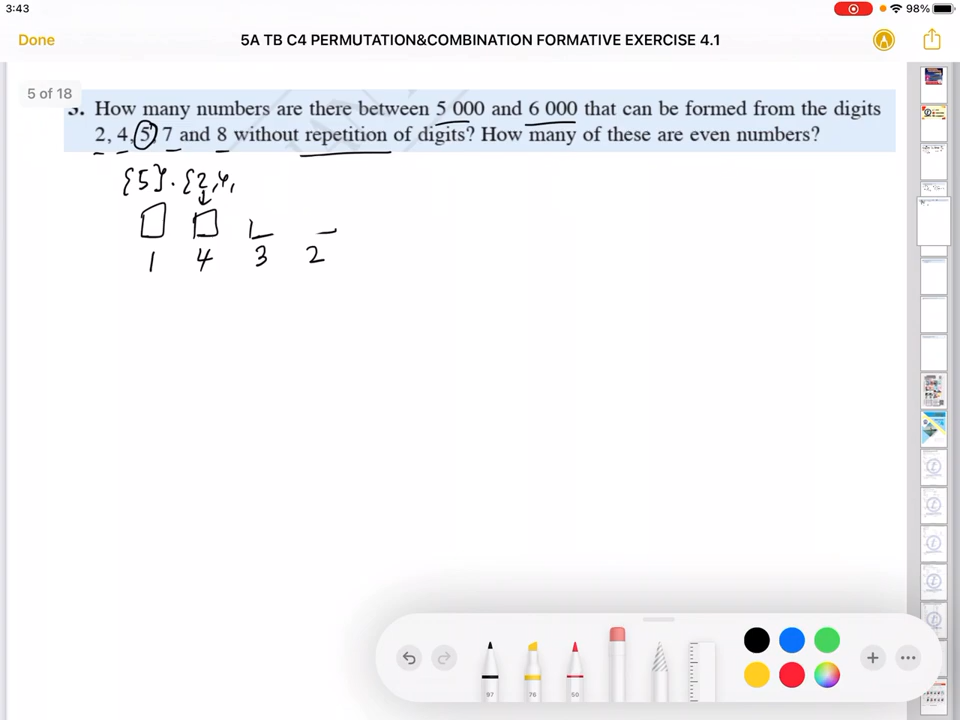 3:43
98%
Done
5A TB C4 PERMUTATION&COMBINATION FORMATIVE EXERCISE 4.1
5 of 18
How many numbers are there between 5 000 and 6 000 that can be formed from the digits
2, 4, 5, 7 and 8 without repetition of digits? How many of these are even numbers?
{5}. {2,4,
1 4 3 2
97 76 50